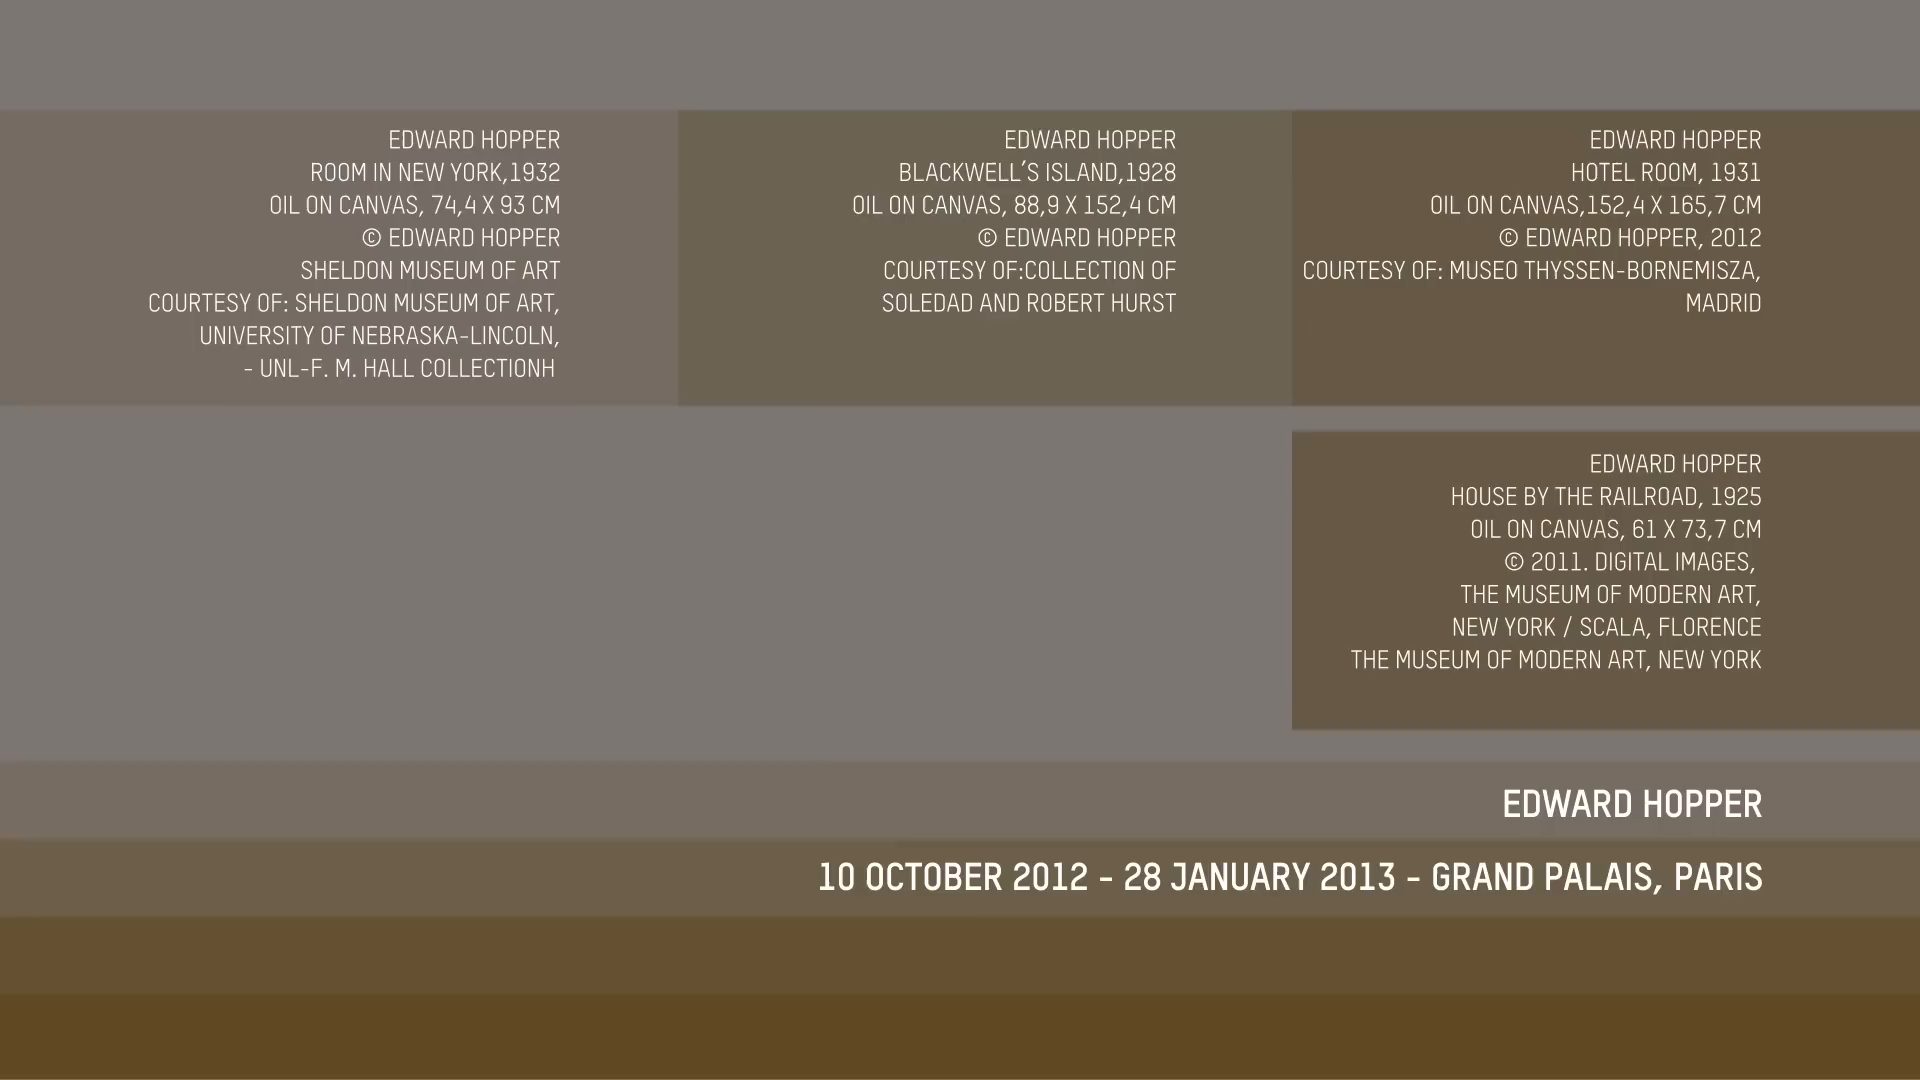 EDWARD HOPPER
ROOM IN NEW YORK,1932
OIL ON CANVAS, 74,4 X 93 CM
© EDWARD HOPPER
SHELDON MUSEUM OF ART
COURTESY OF: SHELDON MUSEUM OF ART,
UNIVERSITY OF NEBRASKA-LINCOLN,
- UNL-F. M. HALL COLLECTIONH
EDWARD HOPPER
BLACKWELL'S ISLAND,1928
OIL ON CANVAS, 88,9 X 152,4 CM
© EDWARD HOPPER
COURTESY OF:COLLECTION OF
SOLEDAD AND ROBERT HURST
EDWARD HOPPER
HOTEL ROOM, 1931
OIL ON CANVAS,152,4 X 165,7 CM
© EDWARD HOPPER, 2012
COURTESY OF: MUSEO THYSSEN-BORNEMISZA,
MADRID
EDWARD HOPPER
HOUSE BY THE RAILROAD, 1925
OIL ON CANVAS, 61 X 73,7 CM
© 2011. DIGITAL IMAGES,
THE MUSEUM OF MODERN ART,
NEW YORK / SCALA, FLORENCE
THE MUSEUM OF MODERN ART, NEW YORK
EDWARD HOPPER
10 OCTOBER 2012 - 28 JANUARY 2013 - GRAND PALAIS, PARIS